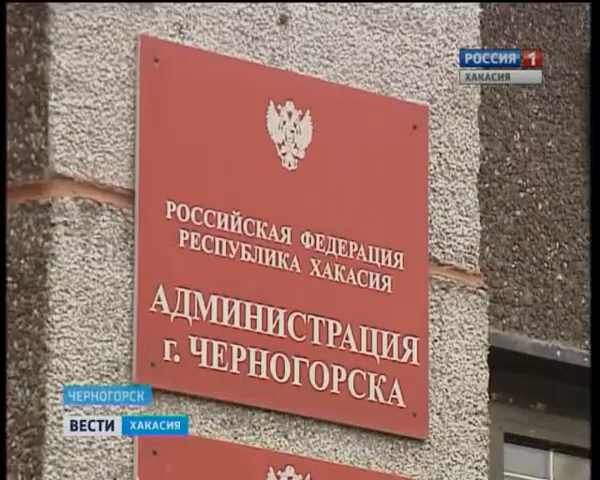 РОССИЯ 1
ХАКАСИЯ
РОССИЙСКАЯ ФЕДЕРАЦИЯ
РЕСПУБЛИКА ХАКАСИЯ
АДМИНИСТРАЦИЯ
г. ЧЕРНОГОРСКА
ЧЕРНОГОРСК
ВЕСТИ ХАКАСИЯ